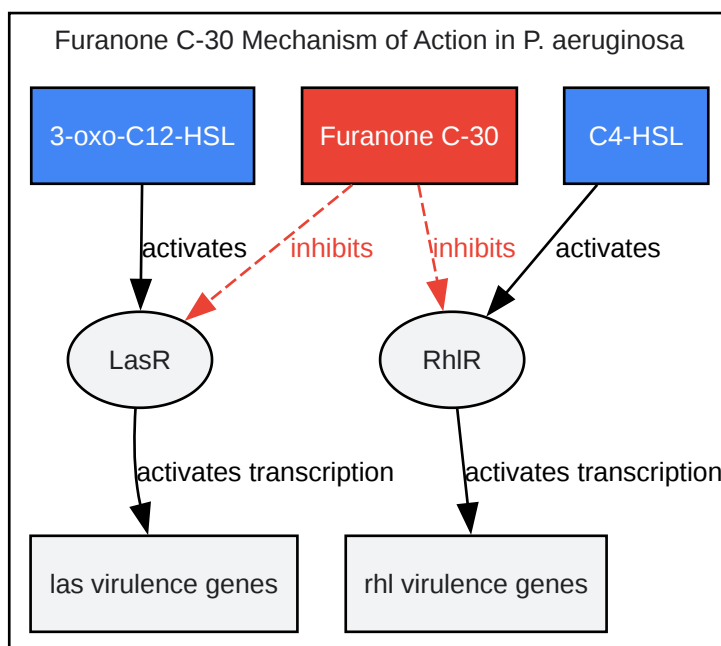 Furanone C-30 Mechanism of Action in P. aeruginosa
3-oxo-C12-HSL
Furanone C-30
C4-HSL
activates
inhibits
inhibits
activates
LasR
RhlR
activates transcription
activates transcription
las virulence genes
rhl virulence genes